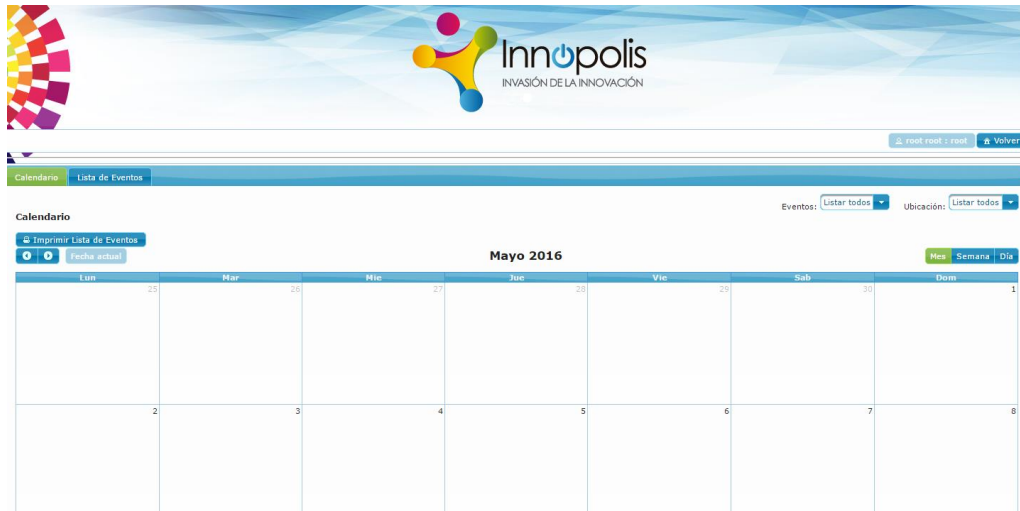 Innopolis
INVASIÓN DE LA INNOVACIÓN
root root : root Volver
Calendario Lista de Eventos
Eventos: Listar todos Ubicación: Listar todos
Calendario
Imprimir Lista de Eventos
Fecha actual Mayo 2016 Mes Semana Día
Lun Mar Mie Jue Vie Sab Dom
25 26 27 28 29 30 1
2 3 4 5 6 7 8